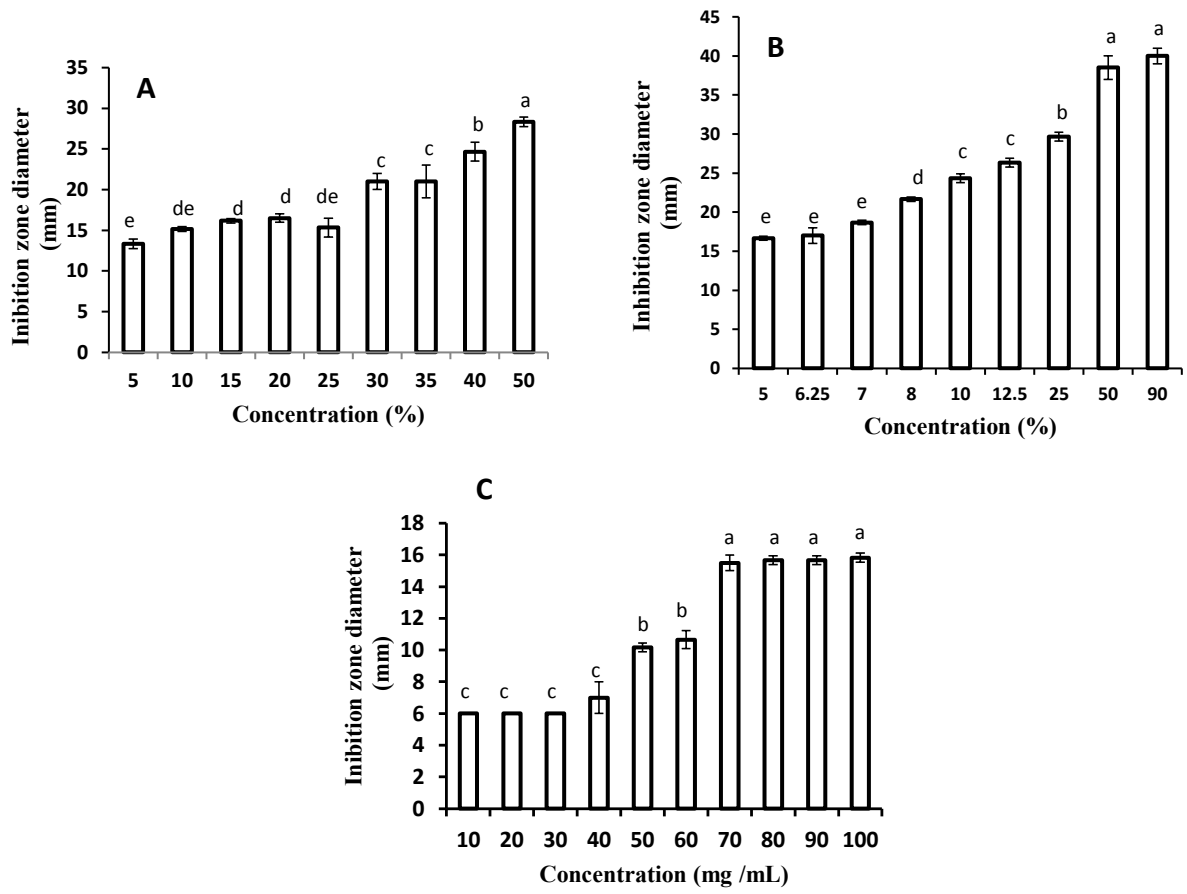 A
Inibition zone diameter
(mm)
35
30
25
20
15
10
5
0
e de d d de c c b a
5 10 15 20 25 30 35 40 50
Concentration (%)
B
Inhibition zone diameter
(mm)
45
40
35
30
25
20
15
10
5
0
e e e d c c b a a
5 6.25 7 8 10 12.5 25 50 90
Concentration (%)
C
Inibition zone diameter
(mm)
18
16
14
12
10
8
6
4
2
0
c c c c b b a a a a
10 20 30 40 50 60 70 80 90 100
Concentration (mg /mL)